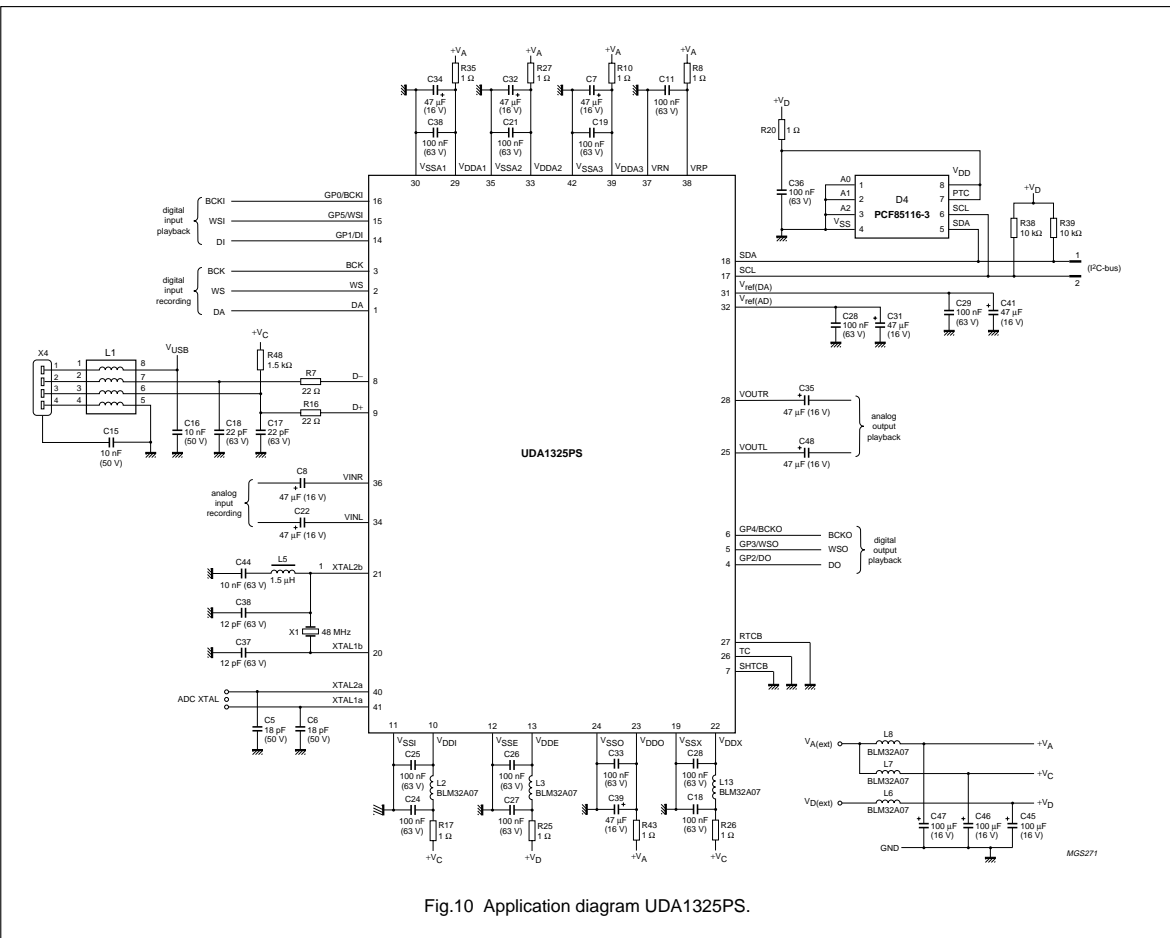 +VA
R35
1 Ω
C34
47 µF
(16 V)
C38
100 nF
(63 V)
VSSA1
VDDA1
30
29
+VA
R27
1 Ω
C32
47 µF
(16 V)
C21
100 nF
(63 V)
VSSA2
VDDA2
35
33
+VA
R10
1 Ω
C7
47 µF
(16 V)
C19
100 nF
(63 V)
VSSA3
VDDA3
42
39
+VA
R8
1 Ω
C11
100 nF
(63 V)
VRN
VRP
37
38
+VD
R20
1 Ω
C36
100 nF
(63 V)
A0
A1
A2
VSS
1
2
3
4
D4
PCF85116-3
8
7
6
5
VDD
PTC
SCL
SDA
+VD
R38
10 kΩ
R39
10 kΩ
18 SDA
17 SCL
1
(I²C-bus)
2
31 Vref(DA)
32 Vref(AD)
C28
100 nF
(63 V)
C31
47 µF
(16 V)
C29
100 nF
(63 V)
C41
47 µF
(16 V)
digital
input
playback
BCKI
WSI
DI
GP0/BCKI
GP5/WSI
GP1/DI
16
15
14
digital
input
recording
BCK
WS
DA
BCK
WS
DA
3
2
1
X4
1
2
3
4
L1
1
2
3
4
8
7
6
5
VUSB
+VC
R48
1.5 kΩ
R7
22 Ω
D−
8
R16
22 Ω
D+
9
C15
10 nF
(50 V)
C16
10 nF
(50 V)
C18
22 pF
(63 V)
C17
22 pF
(63 V)
UDA1325PS
28 VOUTR
C35
47 µF (16 V)
25 VOUTL
C48
47 µF (16 V)
analog
output
playback
analog
input
recording
C8
47 µF (16 V)
VINR
36
C22
47 µF (16 V)
VINL
34
6 GP4/BCKO BCKO
5 GP3/WSO WSO
4 GP2/DO DO
digital
output
playback
C44
10 nF (63 V)
L5
1.5 µH
1 XTAL2b
21
C38
12 pF (63 V)
X1
48 MHz
C37
12 pF (63 V)
XTAL1b
20
27 RTCB
26 TC
7 SHTCB
ADC XTAL
XTAL2a
40
XTAL1a
41
C5
18 pF
(50 V)
C6
18 pF
(50 V)
11
10
VSSI
VDDI
C25
100 nF
(63 V)
C24
100 nF
(63 V)
L2
BLM32A07
R17
1 Ω
+VC
12
13
VSSE
VDDE
C26
100 nF
(63 V)
C27
100 nF
(63 V)
L3
BLM32A07
R25
1 Ω
+VD
24
23
VSSO
VDDO
C33
100 nF
(63 V)
C39
47 µF
(16 V)
R43
1 Ω
+VA
19
22
VSSX
VDDX
C28
100 nF
(63 V)
C18
100 nF
(63 V)
L13
BLM32A07
R26
1 Ω
+VC
VA(ext)
L8
BLM32A07
+VA
L7
BLM32A07
+VC
VD(ext)
L6
BLM32A07
+VD
C47
100 µF
(16 V)
C46
100 µF
(16 V)
C45
100 µF
(16 V)
GND
MGS271
Fig.10 Application diagram UDA1325PS.